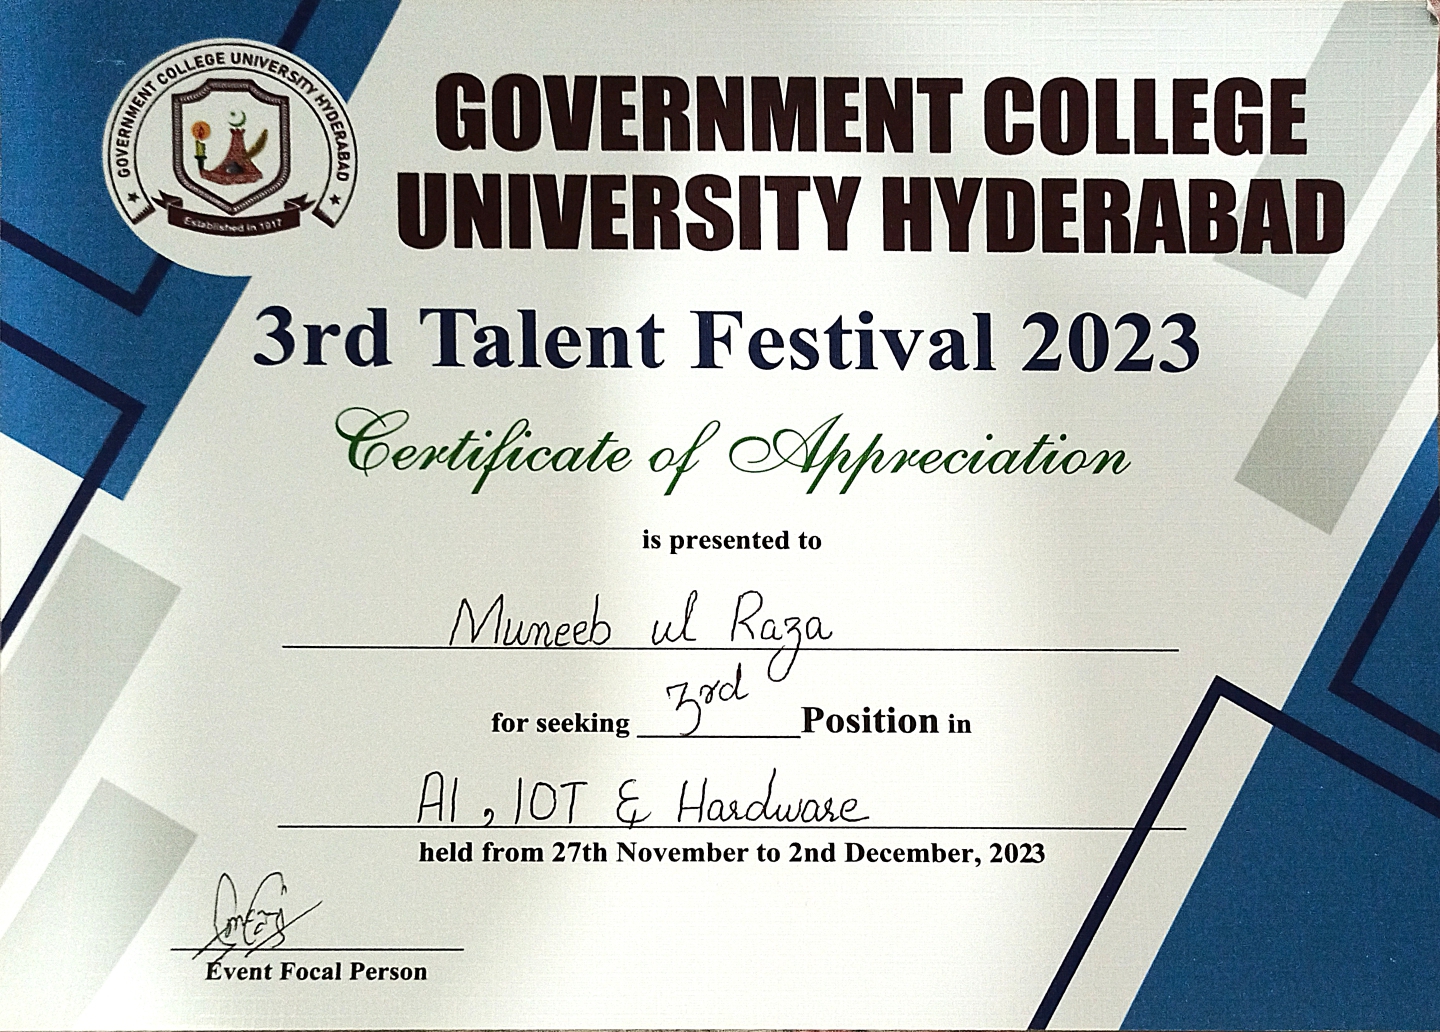 GOVERNMENT COLLEGE UNIVERSITY HYDERABAD
Established in 1917
GOVERNMENT COLLEGE
UNIVERSITY HYDERABAD
3rd Talent Festival 2023
Certificate of Appreciation
is presented to
Muneeb ul Raza
for seeking 3rd Position in
AI, IOT & Hardware
held from 27th November to 2nd December, 2023
Event Focal Person